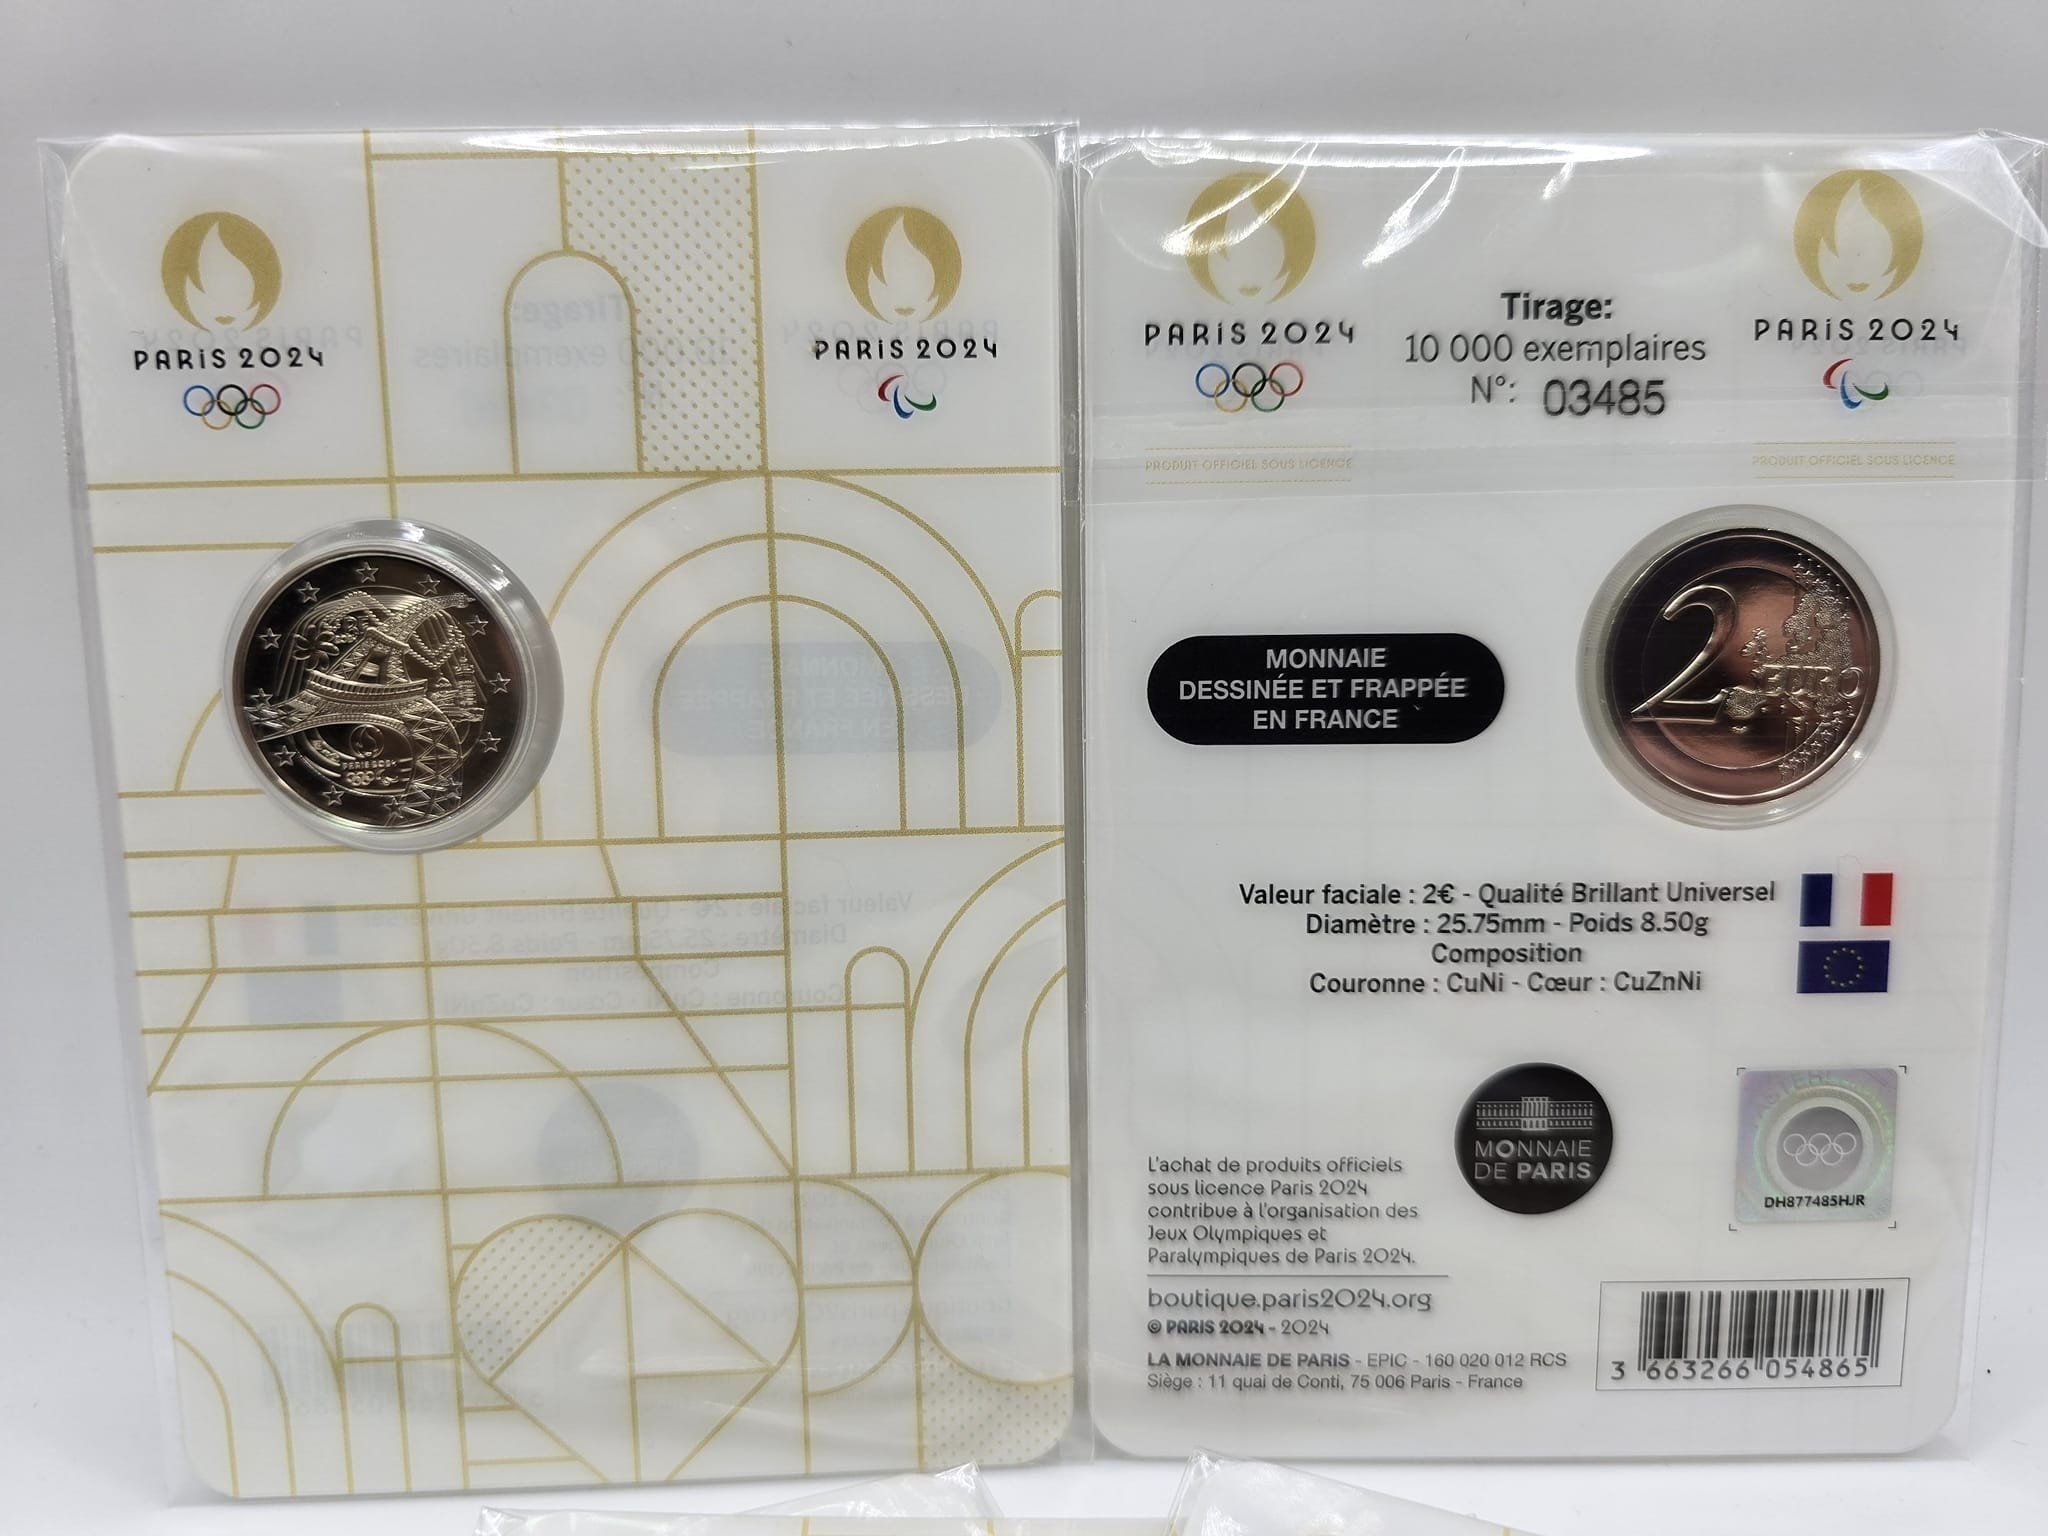 PARIS 2024
PARIS 2024
PARIS 2024
Tirage:
10 000 exemplaires
N°: 03485
PARIS 2024
PRODUIT OFFICIEL SOUS LICENCE
PRODUIT OFFICIEL SOUS LICENCE
PARIS 2024
2 EURO
MONNAIE
DESSINÉE ET FRAPPÉE
EN FRANCE
Valeur faciale : 2€ - Qualité Brillant Universel
Diamètre : 25.75mm - Poids 8.50g
Composition
Couronne : CuNi - Cœur : CuZnNi
MONNAIE
DE PARIS
DH877485HJR
L'achat de produits officiels
sous licence Paris 2024
contribue à l'organisation des
Jeux Olympiques et
Paralympiques de Paris 2024.
boutique.paris2024.org
© PARIS 2024 - 2024
LA MONNAIE DE PARIS - EPIC - 160 020 012 RCS
Siège : 11 quai de Conti, 75 006 Paris - France
3 663266 054865